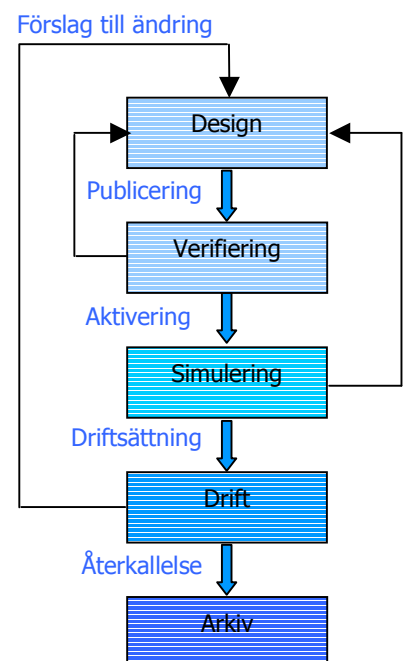 Förslag till ändring
Design
Publicering
Verifiering
Aktivering
Simulering
Driftsättning
Drift
Återkallelse
Arkiv